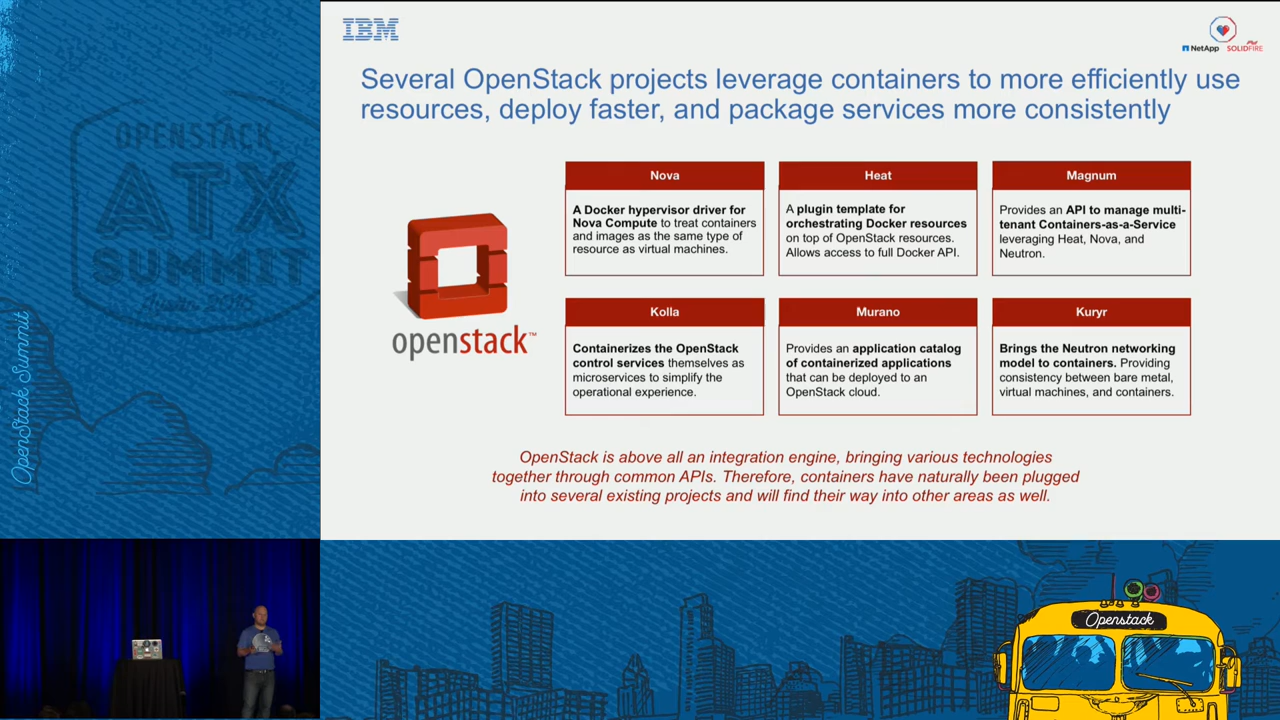 IBM
NetApp SOLIDFIRE
Several OpenStack projects leverage containers to more efficiently use
resources, deploy faster, and package services more consistently
OPENSTACK
ATX
SUMMIT
OpenStack Summit
openstack™
Nova
A Docker hypervisor driver for
Nova Compute to treat containers
and images as the same type of
resource as virtual machines.
Heat
A plugin template for
orchestrating Docker resources
on top of OpenStack resources.
Allows access to full Docker API.
Magnum
Provides an API to manage multi-
tenant Containers-as-a-Service
leveraging Heat, Nova, and
Neutron.
Kolla
Containerizes the OpenStack
control services themselves as
microservices to simplify the
operational experience.
Murano
Provides an application catalog
of containerized applications
that can be deployed to an
OpenStack cloud.
Kuryr
Brings the Neutron networking
model to containers. Providing
consistency between bare metal,
virtual machines, and containers.
OpenStack is above all an integration engine, bringing various technologies
together through common APIs. Therefore, containers have naturally been plugged
into several existing projects and will find their way into other areas as well.
Openstack